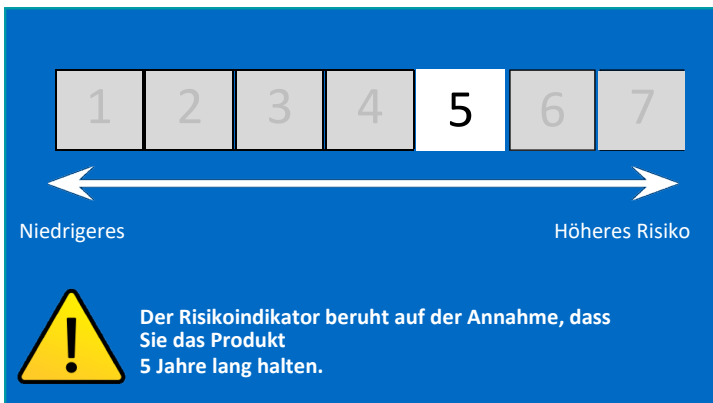 1 2 3 4 5 6 7
Niedrigeres Höheres Risiko
Der Risikoindikator beruht auf der Annahme, dass
Sie das Produkt
5 Jahre lang halten.